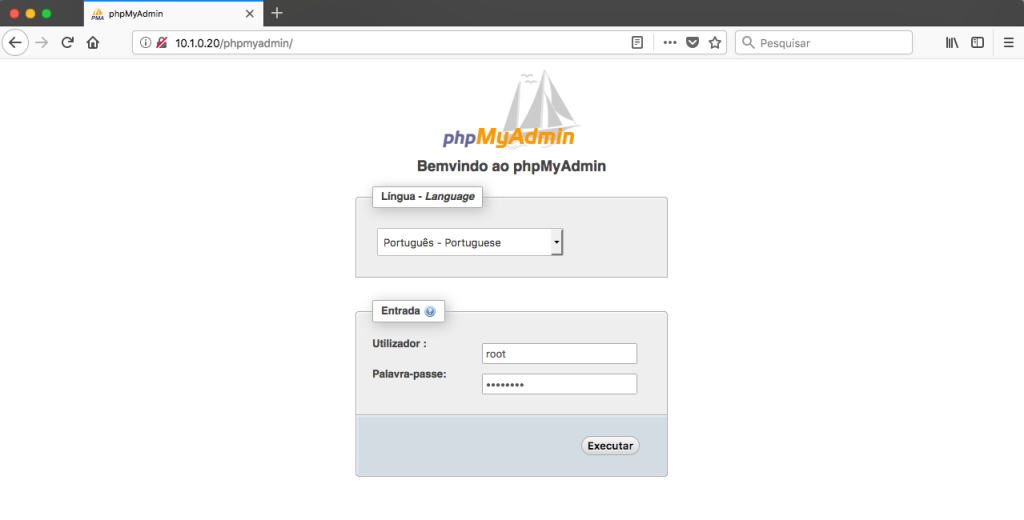 phpMyAdmin
10.1.0.20/phpmyadmin/
Pesquisar
phpMyAdmin
Bemvindo ao phpMyAdmin
Língua - Language
Português - Portuguese
Entrada
Utilizador :
root
Palavra-passe:
••••••••
Executar